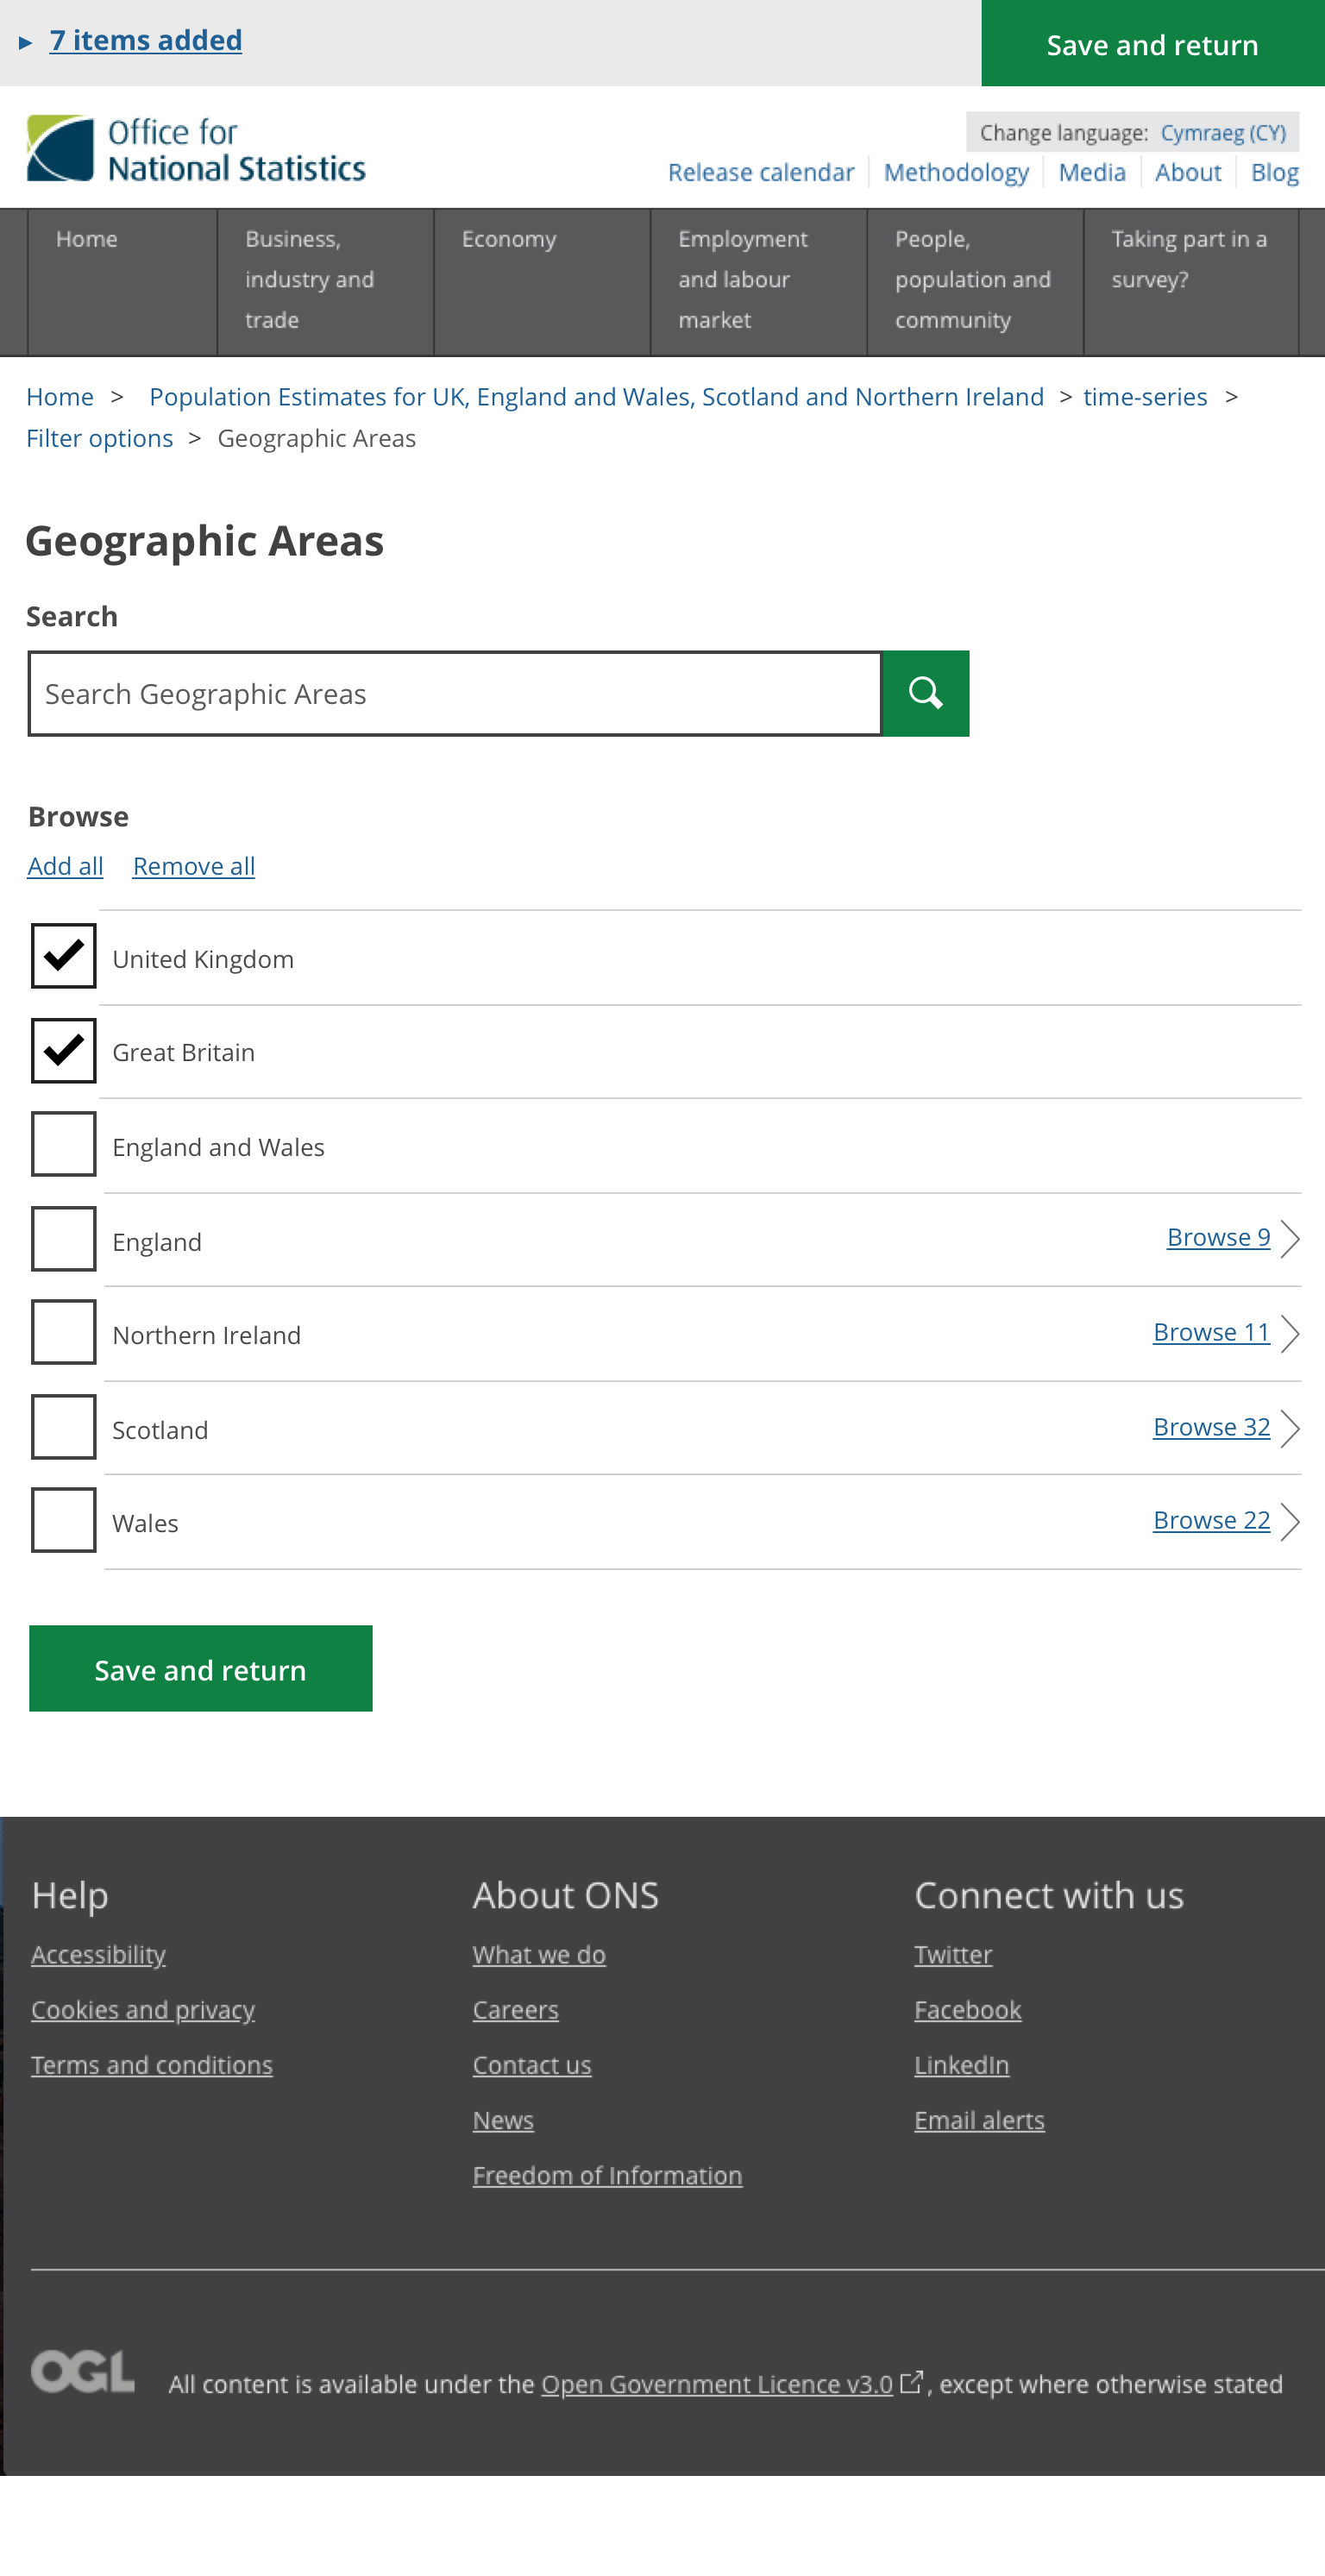 ▸ 7 items added
Save and return
Office for
National Statistics
Change language: Cymraeg (CY)
Release calendar
Methodology
Media
About
Blog
Home
Business,
industry and
trade
Economy
Employment
and labour
market
People,
population and
community
Taking part in a
survey?
Home > Population Estimates for UK, England and Wales, Scotland and Northern Ireland > time-series >
Filter options > Geographic Areas
Geographic Areas
Search
Search Geographic Areas
Browse
Add all Remove all
United Kingdom
Great Britain
England and Wales
England Browse 9
Northern Ireland Browse 11
Scotland Browse 32
Wales Browse 22
Save and return
Help
Accessibility
Cookies and privacy
Terms and conditions
About ONS
What we do
Careers
Contact us
News
Freedom of Information
Connect with us
Twitter
Facebook
LinkedIn
Email alerts
OGL
All content is available under the Open Government Licence v3.0 , except where otherwise stated